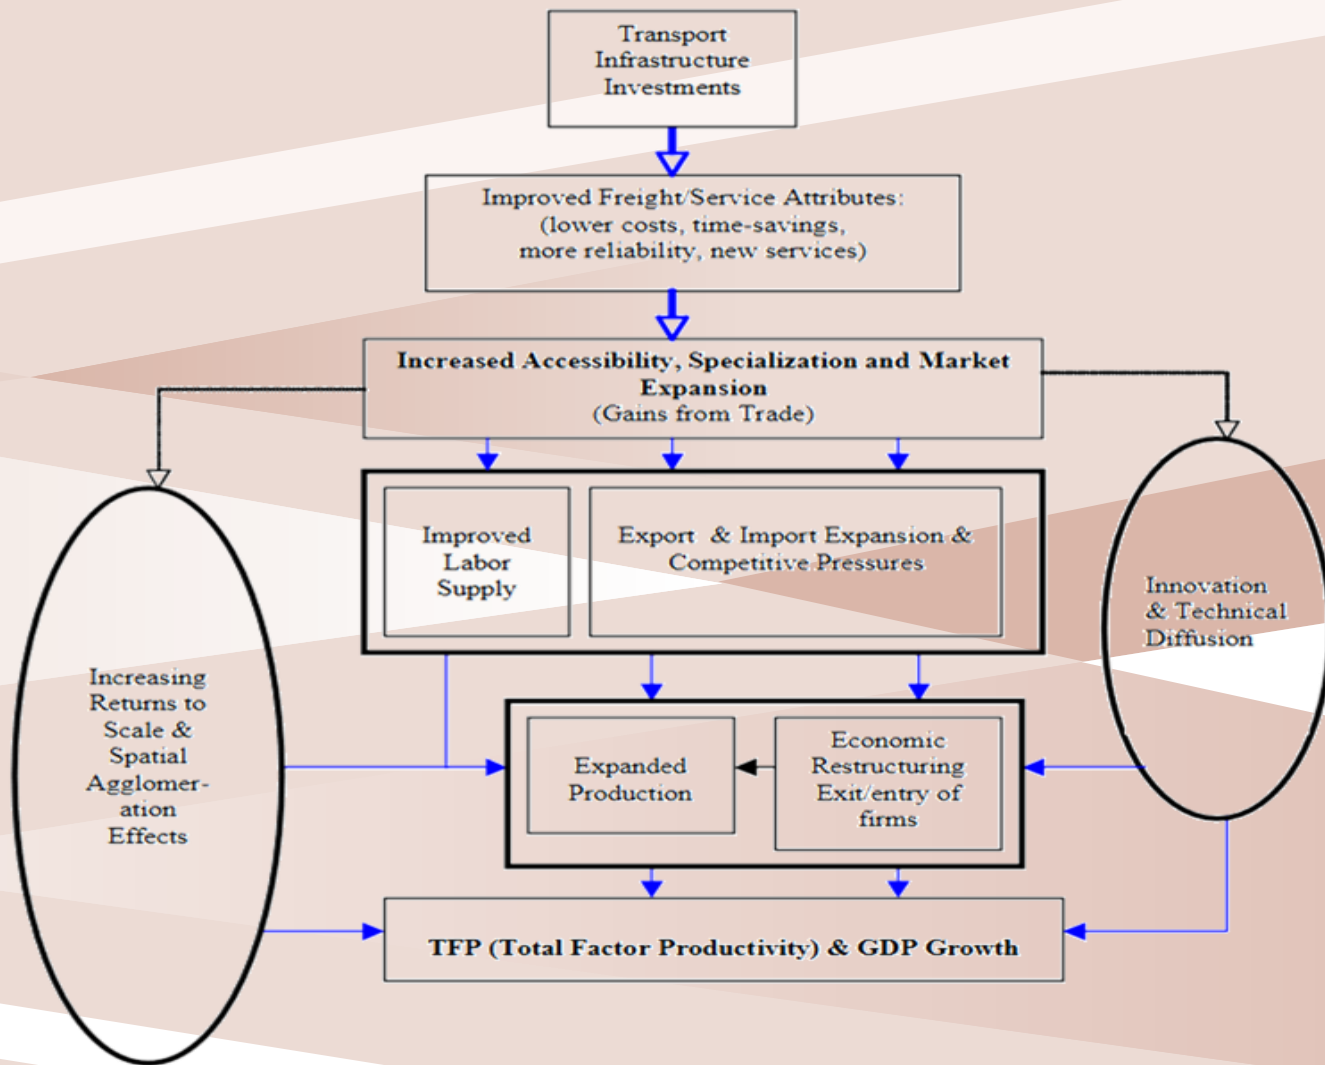 Transport
Infrastructure
Investments
Improved Freight/Service Attributes:
(lower costs, time-savings,
more reliability, new services)
Increased Accessibility, Specialization and Market
Expansion
(Gains from Trade)
Improved
Labor
Supply
Export & Import Expansion &
Competitive Pressures
Innovation
& Technical
Diffusion
Increasing
Returns to
Scale &
Spatial
Agglomer-
ation
Effects
Expanded
Production
Economic
Restructuring
Exit/entry of
firms
TFP (Total Factor Productivity) & GDP Growth